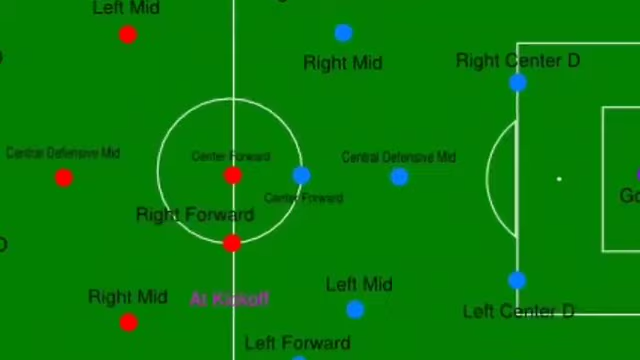 Left Mid
Right Mid
Right Center D
Central Defensive Mid
Center Forward
Central Defensive Mid
Center Forward
Right Forward
Go
D
Right Mid
At Kickoff
Left Mid
Left Center D
Left Forward